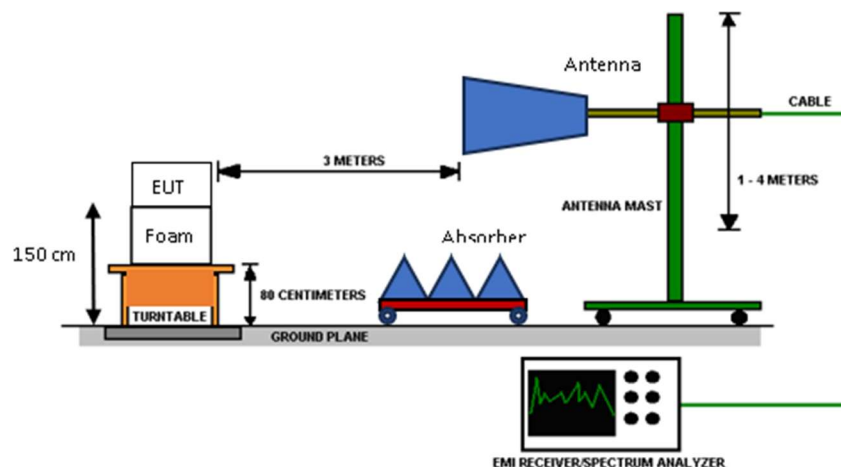 Antenna
CABLE
3 METERS
EUT
1 - 4 METERS
ANTENNA MAST
Foam
Absorber
150 cm
80 CENTIMETERS
TURNTABLE
GROUND PLANE
EMI RECEIVER/SPECTRUM ANALYZER